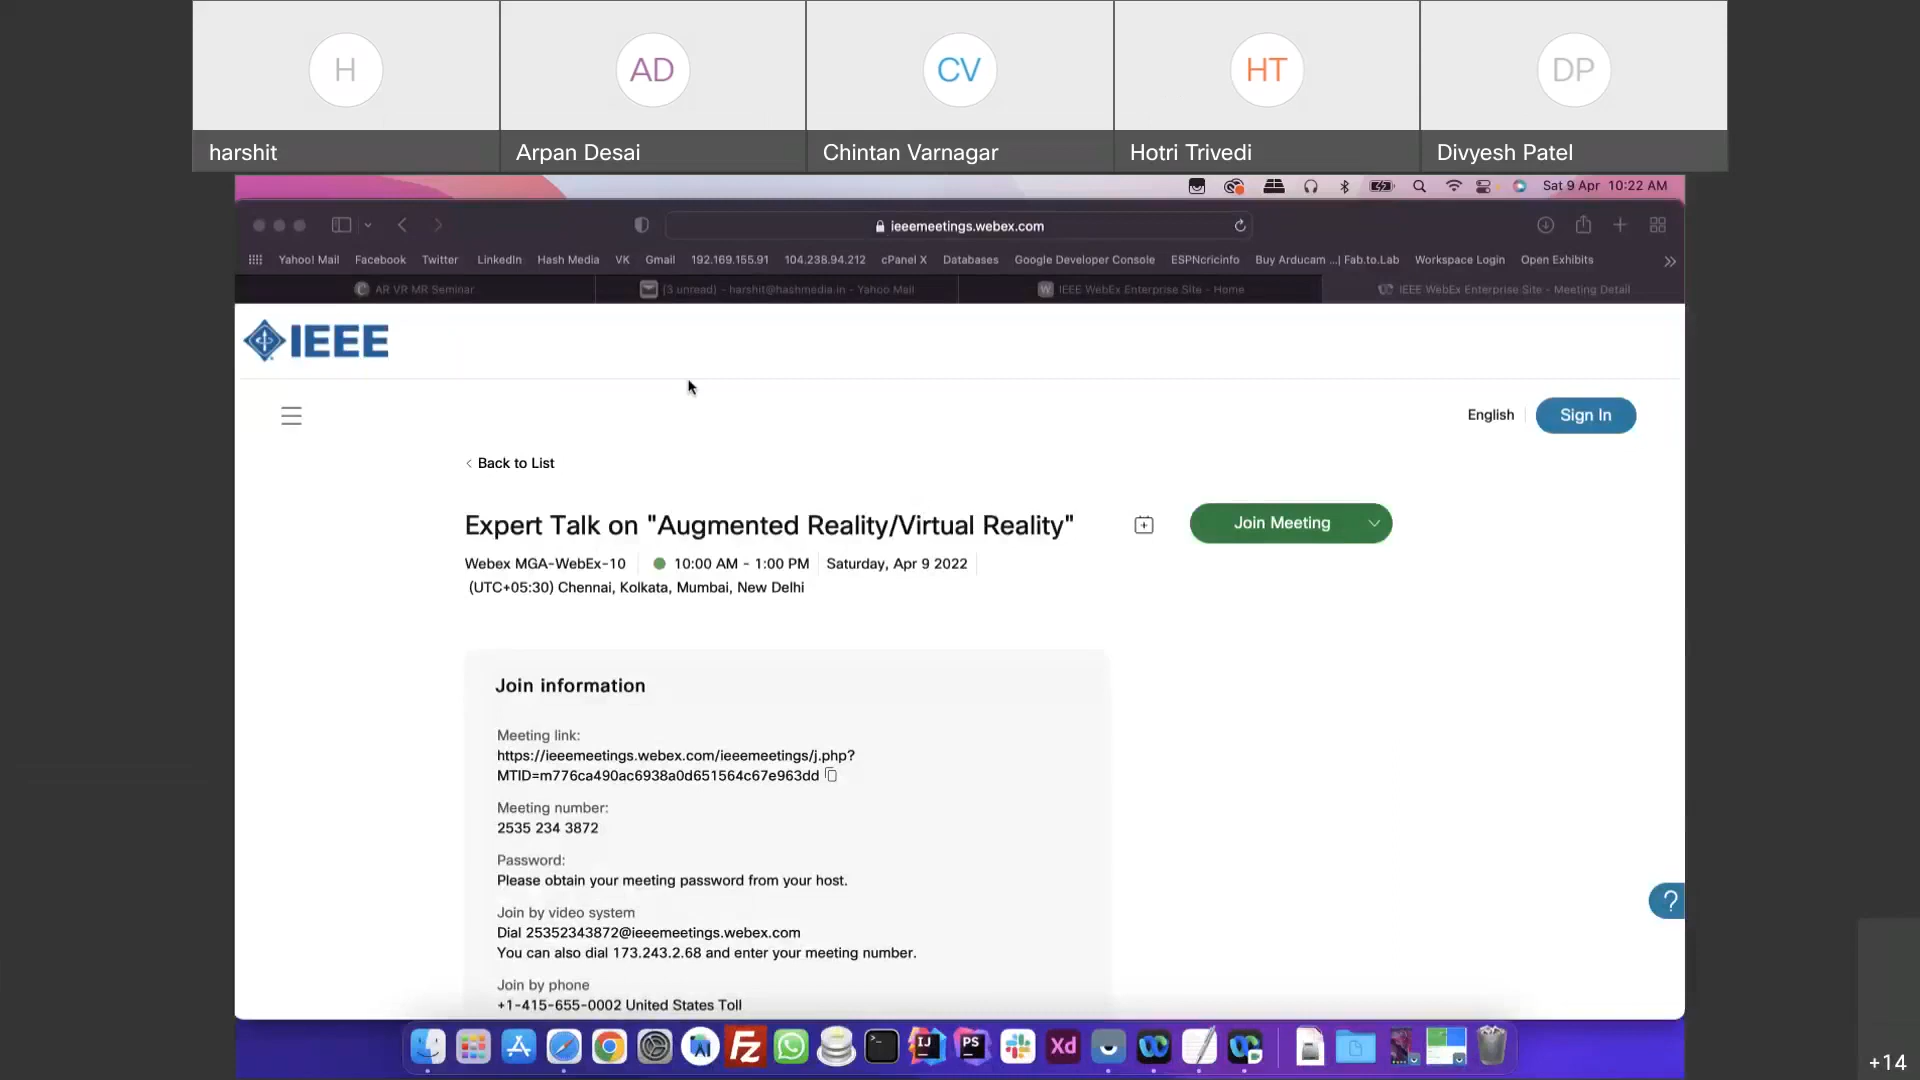 H
AD
CV
HT
DP
harshit
Arpan Desai
Chintan Varnagar
Hotri Trivedi
Divyesh Patel
Sat 9 Apr 10:22 AM
ieeemeetings.webex.com
Yahoo! Mail Facebook Twitter LinkedIn Hash Media VK Gmail 192.169.155.91 104.238.94.212 cPanel X Databases Google Developer Console ESPNcricinfo Buy Arducam ...| Fab.to.Lab Workspace Login Open Exhibits
AR VR MR Seminar
(3 unread) - harshit@hashmedia.in - Yahoo Mail
W IEEE WebEx Enterprise Site - Home
IEEE WebEx Enterprise Site - Meeting Detail
IEEE
English Sign In
Back to List
Expert Talk on "Augmented Reality/Virtual Reality"
Join Meeting
Webex MGA-WebEx-10 10:00 AM - 1:00 PM Saturday, Apr 9 2022
(UTC+05:30) Chennai, Kolkata, Mumbai, New Delhi
Join information
Meeting link:
https://ieeemeetings.webex.com/ieeemeetings/j.php?
MTID=m776ca490ac6938a0d651564c67e963dd
Meeting number:
2535 234 3872
Password:
Please obtain your meeting password from your host.
Join by video system
Dial 25352343872@ieeemeetings.webex.com
You can also dial 173.243.2.68 and enter your meeting number.
?
Join by phone
+1-415-655-0002 United States Toll
FZ IJ PS Xd
+14